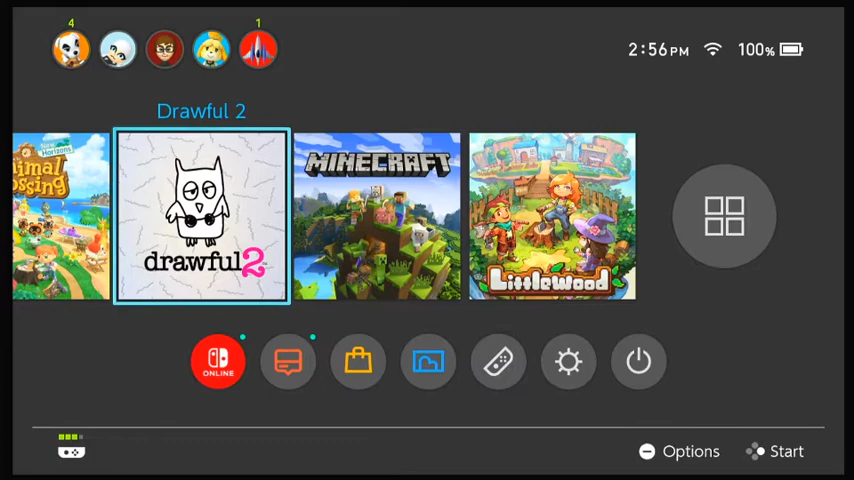 4
1
2:56PM
100%
Drawful 2
New Horizons
imal
ossing
drawful2
MINECRAFT
Littlewood
ONLINE
Options
Start